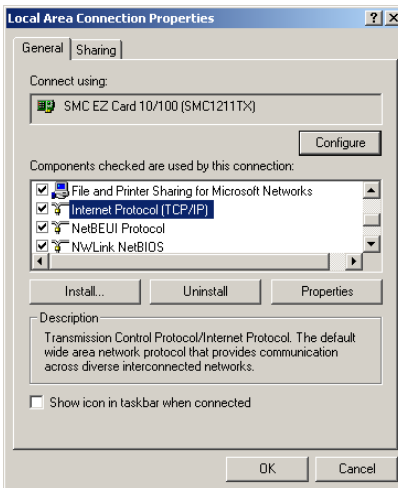 Local Area Connection Properties
General
Sharing
Connect using:
SMC EZ Card 10/100 (SMC1211TX)
Configure
Components checked are used by this connection:
File and Printer Sharing for Microsoft Networks
Internet Protocol (TCP/IP)
NetBEUI Protocol
NWLink NetBIOS
Install... Uninstall Properties
Description
Transmission Control Protocol/Internet Protocol. The default
wide area network protocol that provides communication
across diverse interconnected networks.
Show icon in taskbar when connected
OK Cancel